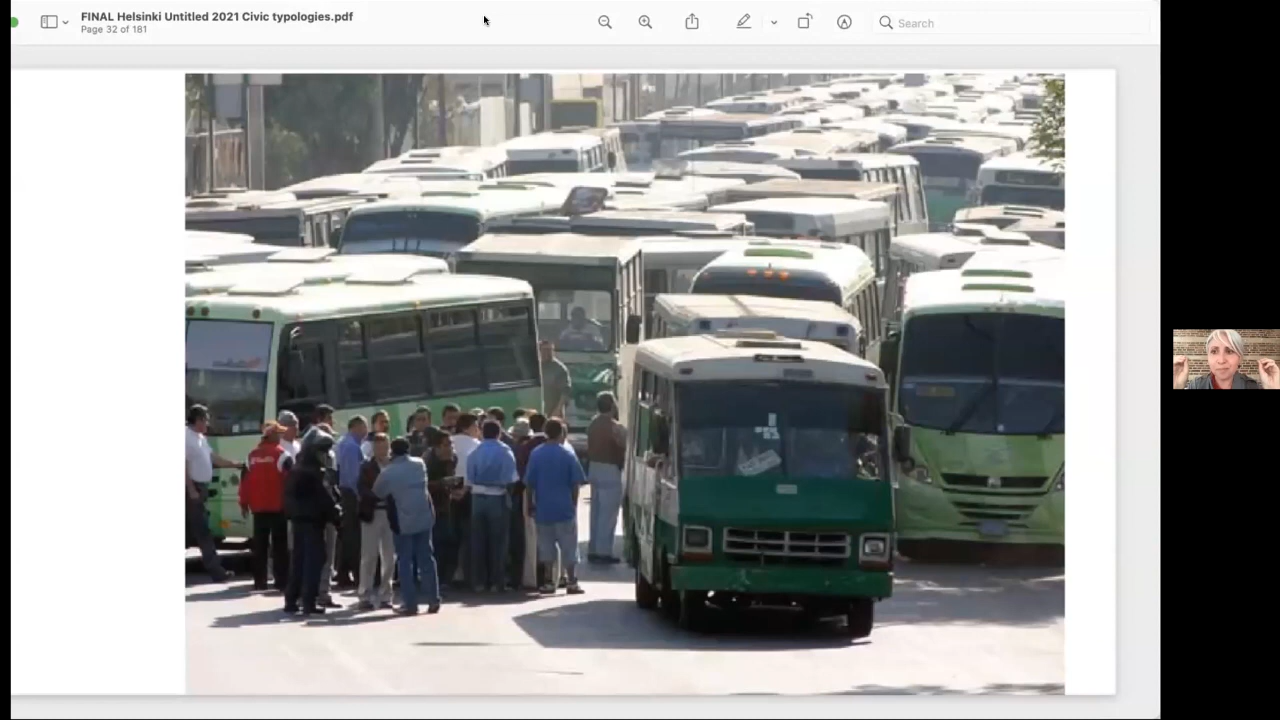 FINAL Helsinki Untitled 2021 Civic typologies.pdf
Page 32 of 181
Search